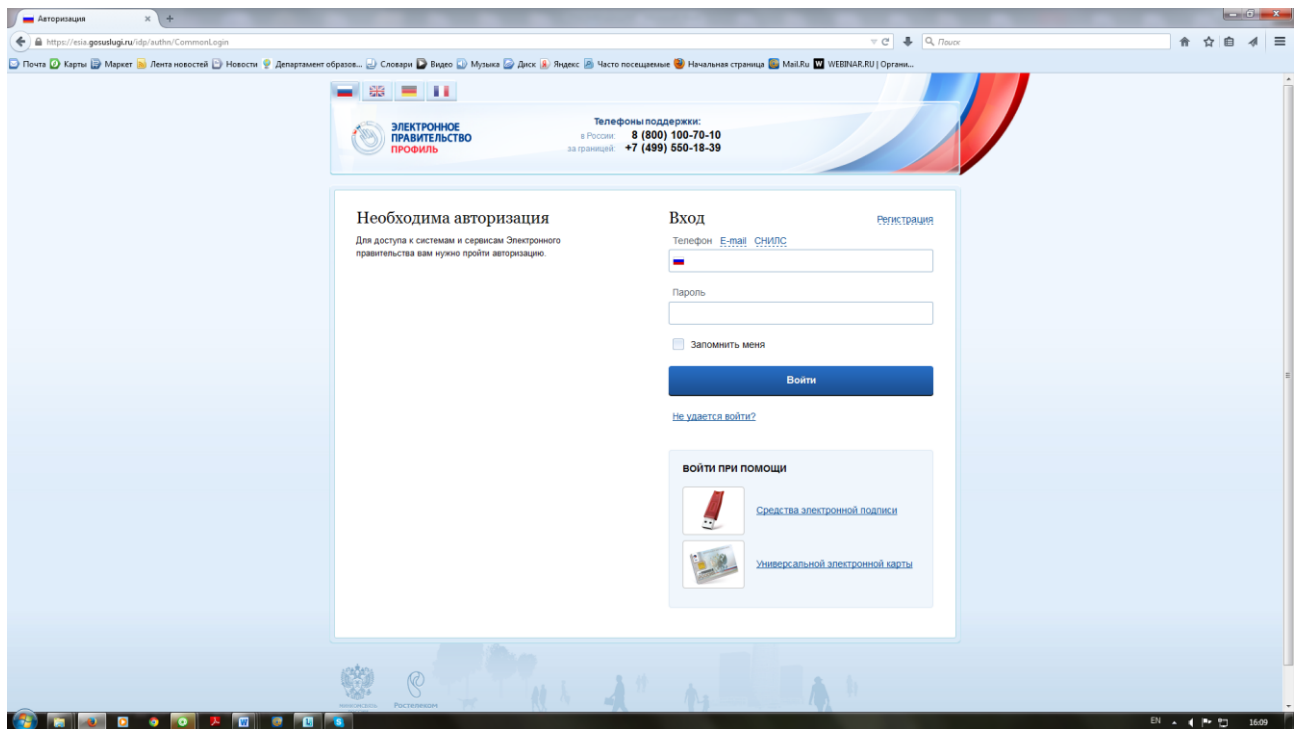 Авторизация
https://esia.gosuslugi.ru/idp/authn/CommonLogin
Поиск
Почта Карты Маркет Лента новостей Новости Департамент образов... Словари Видео Музыка Диск Яндекс Часто посещаемые Начальная страница Mail.Ru WEBINAR.RU | Органи...
ЭЛЕКТРОННОЕ
ПРАВИТЕЛЬСТВО
ПРОФИЛЬ
Телефоны поддержки:
в России: 8 (800) 100-70-10
за границей: +7 (499) 550-18-39
Необходима авторизация
Для доступа к системам и сервисам Электронного
правительства вам нужно пройти авторизацию.
Вход Регистрация
Телефон E-mail СНИЛС
Пароль
Запомнить меня
Войти
Не удается войти?
ВОЙТИ ПРИ ПОМОЩИ
Средства электронной подписи
Универсальной электронной карты
Ростелеком
EN 16:09